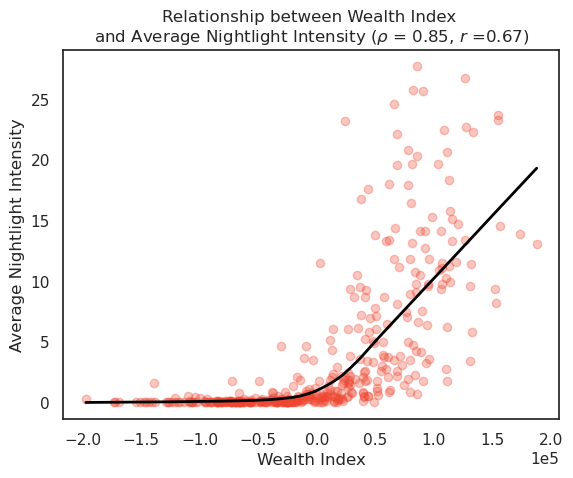 Relationship between Wealth Index
and Average Nightlight Intensity (ρ = 0.85, r =0.67)
Average Nightlight Intensity
25
20
15
10
5
0
−2.0 −1.5 −1.0 −0.5 0.0 0.5 1.0 1.5 2.0
1e5
Wealth Index